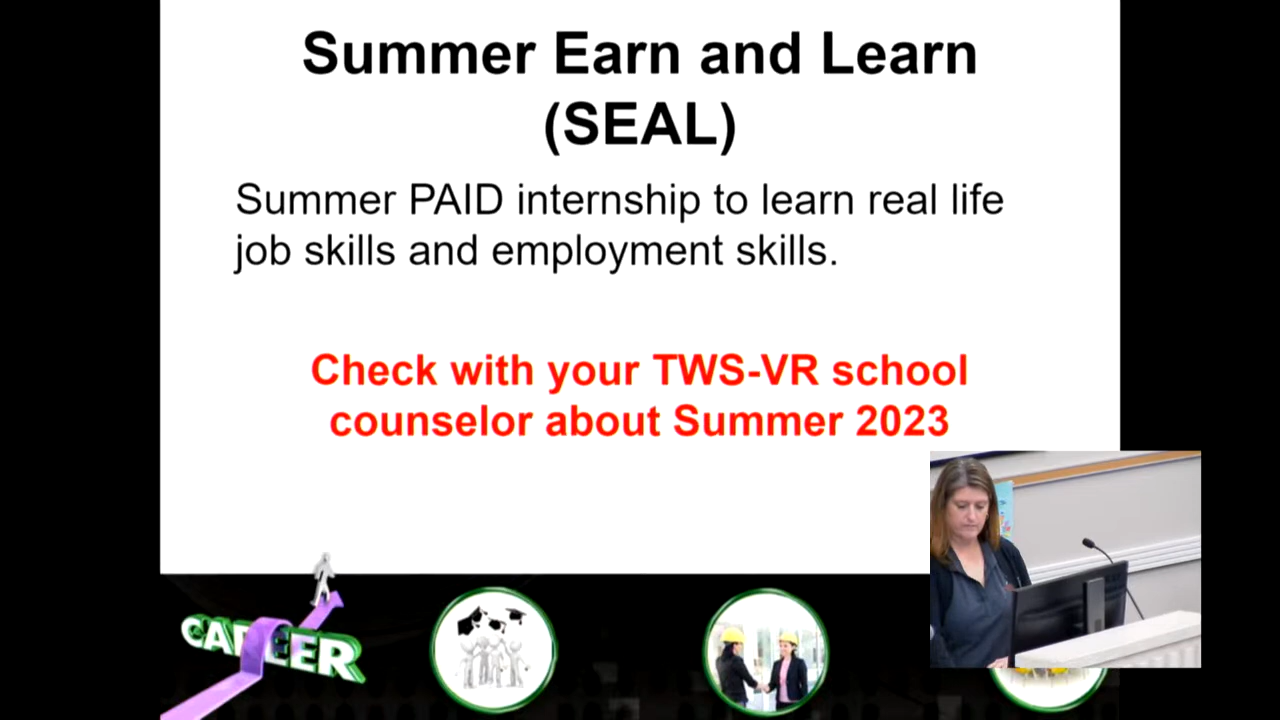 Summer Earn and Learn
(SEAL)
Summer PAID internship to learn real life
job skills and employment skills.
Check with your TWS-VR school
counselor about Summer 2023
CAREER